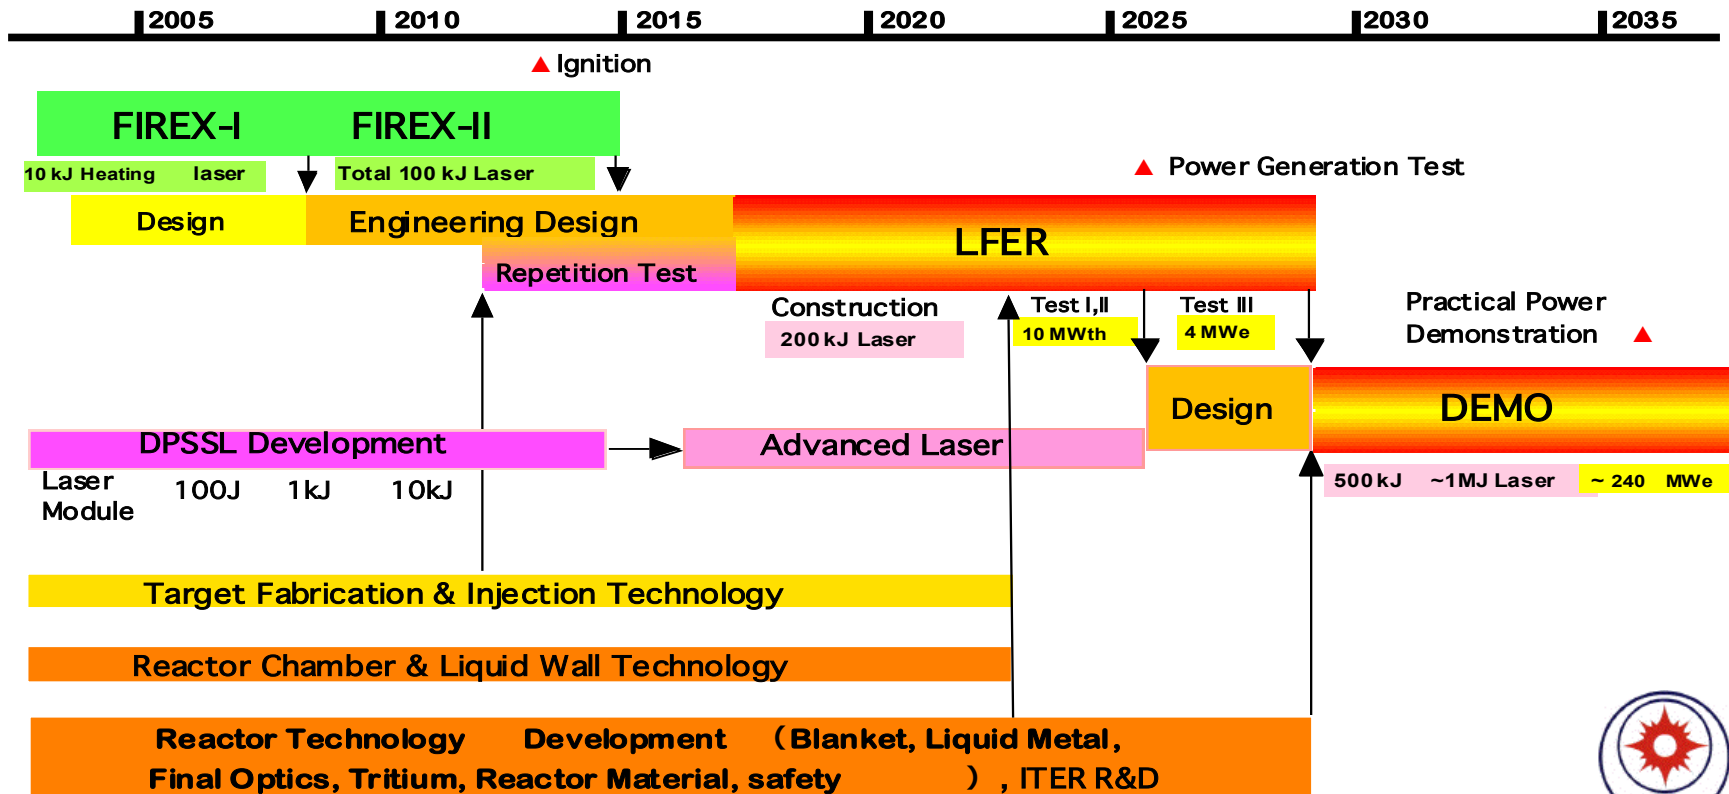 2005 2010 2015 2020 2025 2030 2035
Ignition
FIREX-I FIREX-II
10 kJ Heating laser Total 100 kJ Laser
Power Generation Test
Design Engineering Design
LFER
Repetition Test
Construction Test I,II Test III
200 kJ Laser 10 MWth 4 MWe
Practical Power
Demonstration
Design DEMO
DPSSL Development Advanced Laser
Laser
Module 100J 1kJ 10kJ
500 kJ ~1MJ Laser ~ 240 MWe
Target Fabrication & Injection Technology
Reactor Chamber & Liquid Wall Technology
Reactor Technology Development (Blanket, Liquid Metal,
Final Optics, Tritium, Reactor Material, safety ) , ITER R&D